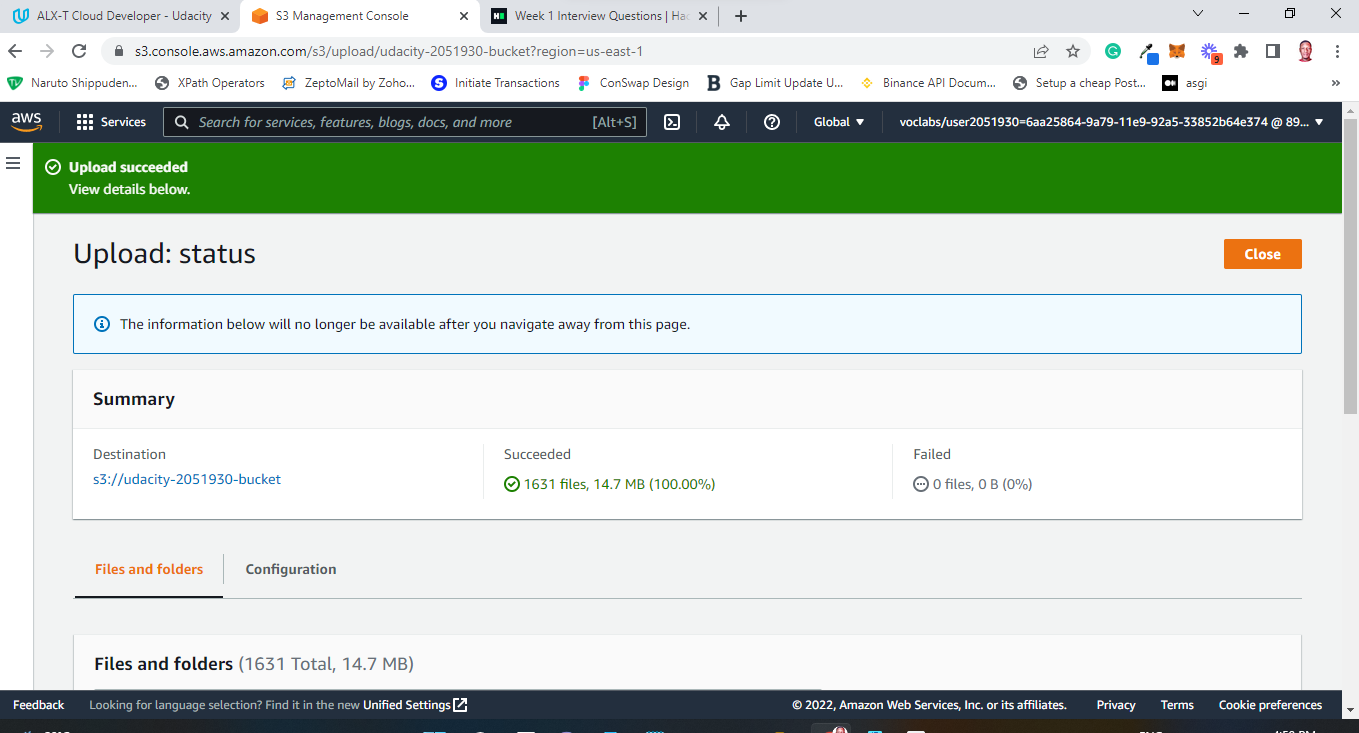 ALX-T Cloud Developer - Udacity
S3 Management Console
Week 1 Interview Questions | Hac
s3.console.aws.amazon.com/s3/upload/udacity-2051930-bucket?region=us-east-1
9
Naruto Shippuden...
XPath Operators
ZeptoMail by Zoho...
Initiate Transactions
ConSwap Design
Gap Limit Update U...
Binance API Docum...
Setup a cheap Post...
asgi
»
aws
Services
Search for services, features, blogs, docs, and more
[Alt+S]
Global
voclabs/user2051930=6aa25864-9a79-11e9-92a5-33852b64e374 @ 89...
Upload succeeded
View details below.
Upload: status
Close
The information below will no longer be available after you navigate away from this page.
Summary
Destination
s3://udacity-2051930-bucket
Succeeded
1631 files, 14.7 MB (100.00%)
Failed
0 files, 0 B (0%)
Files and folders
Configuration
Files and folders (1631 Total, 14.7 MB)
Feedback
Looking for language selection? Find it in the new Unified Settings
© 2022, Amazon Web Services, Inc. or its affiliates.
Privacy
Terms
Cookie preferences